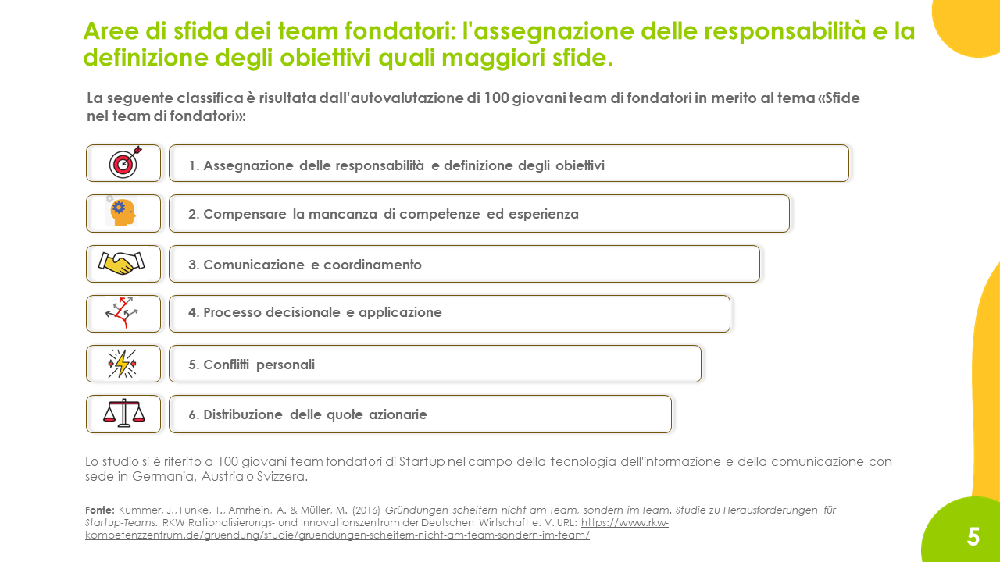 Aree di sfida dei team fondatori: l'assegnazione delle responsabilità e la
definizione degli obiettivi quali maggiori sfide.
La seguente classifica è risultata dall'autovalutazione di 100 giovani team di fondatori in merito al tema «Sfide
nel team di fondatori»:
1. Assegnazione delle responsabilità e definizione degli obiettivi
2. Compensare la mancanza di competenze ed esperienza
3. Comunicazione e coordinamento
4. Processo decisionale e applicazione
5. Conflitti personali
6. Distribuzione delle quote azionarie
Lo studio si è riferito a 100 giovani team fondatori di Startup nel campo della tecnologia dell'informazione e della comunicazione con
sede in Germania, Austria o Svizzera.
Fonte: Kummer, J., Funke, T., Amrhein, A. & Müller, M. (2016) Gründungen scheitern nicht am Team, sondern im Team. Studie zu Herausforderungen für
Startup-Teams. RKW Rationalisierungs- und Innovationszentrum der Deutschen Wirtschaft e. V. URL: https://www.rkw-
kompetenzzentrum.de/gruendung/studie/gruendungen-scheitern-nicht-am-team-sondern-im-team/
5